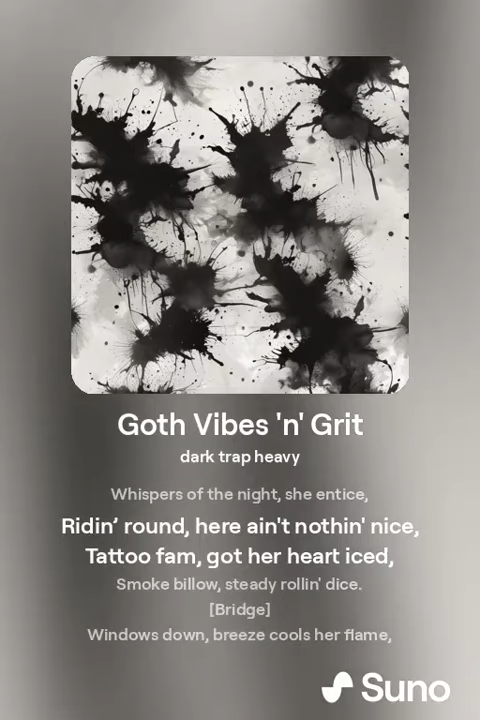 Goth Vibes 'n' Grit
dark trap heavy
Whispers of the night, she entice,
Ridin’ round, here ain't nothin' nice,
Tattoo fam, got her heart iced,
Smoke billow, steady rollin' dice.
[Bridge]
Windows down, breeze cools her flame,
Suno